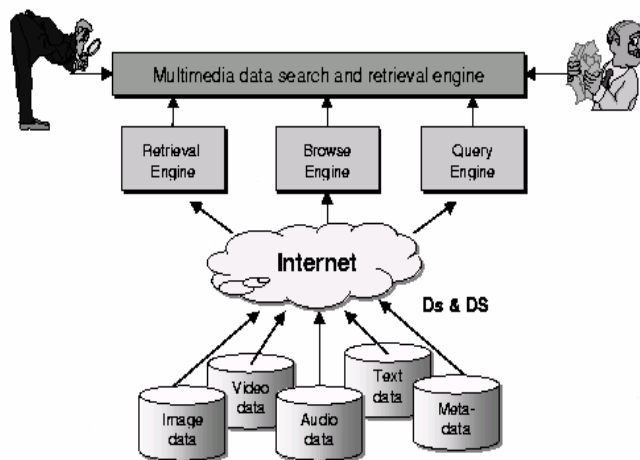 Multimedia data search and retrieval engine
Retrieval
Engine
Browse
Engine
Query
Engine
Internet
Ds & DS
Video
data
Text
data
Image
data
Audio
data
Meta-
data